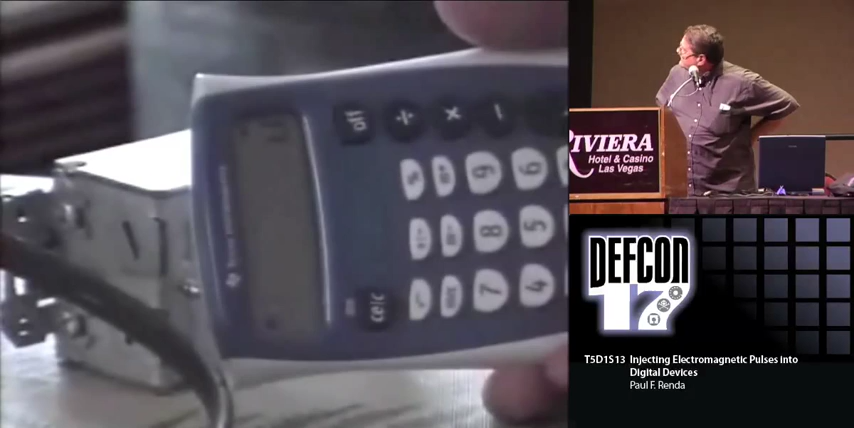 off
÷
×
−
9
6
8
5
7
4
ce/c
RIVIERA
Hotel & Casino
Las Vegas
DEFCON
17
T5D1S13 Injecting Electromagnetic Pulses into
Digital Devices
Paul F. Renda